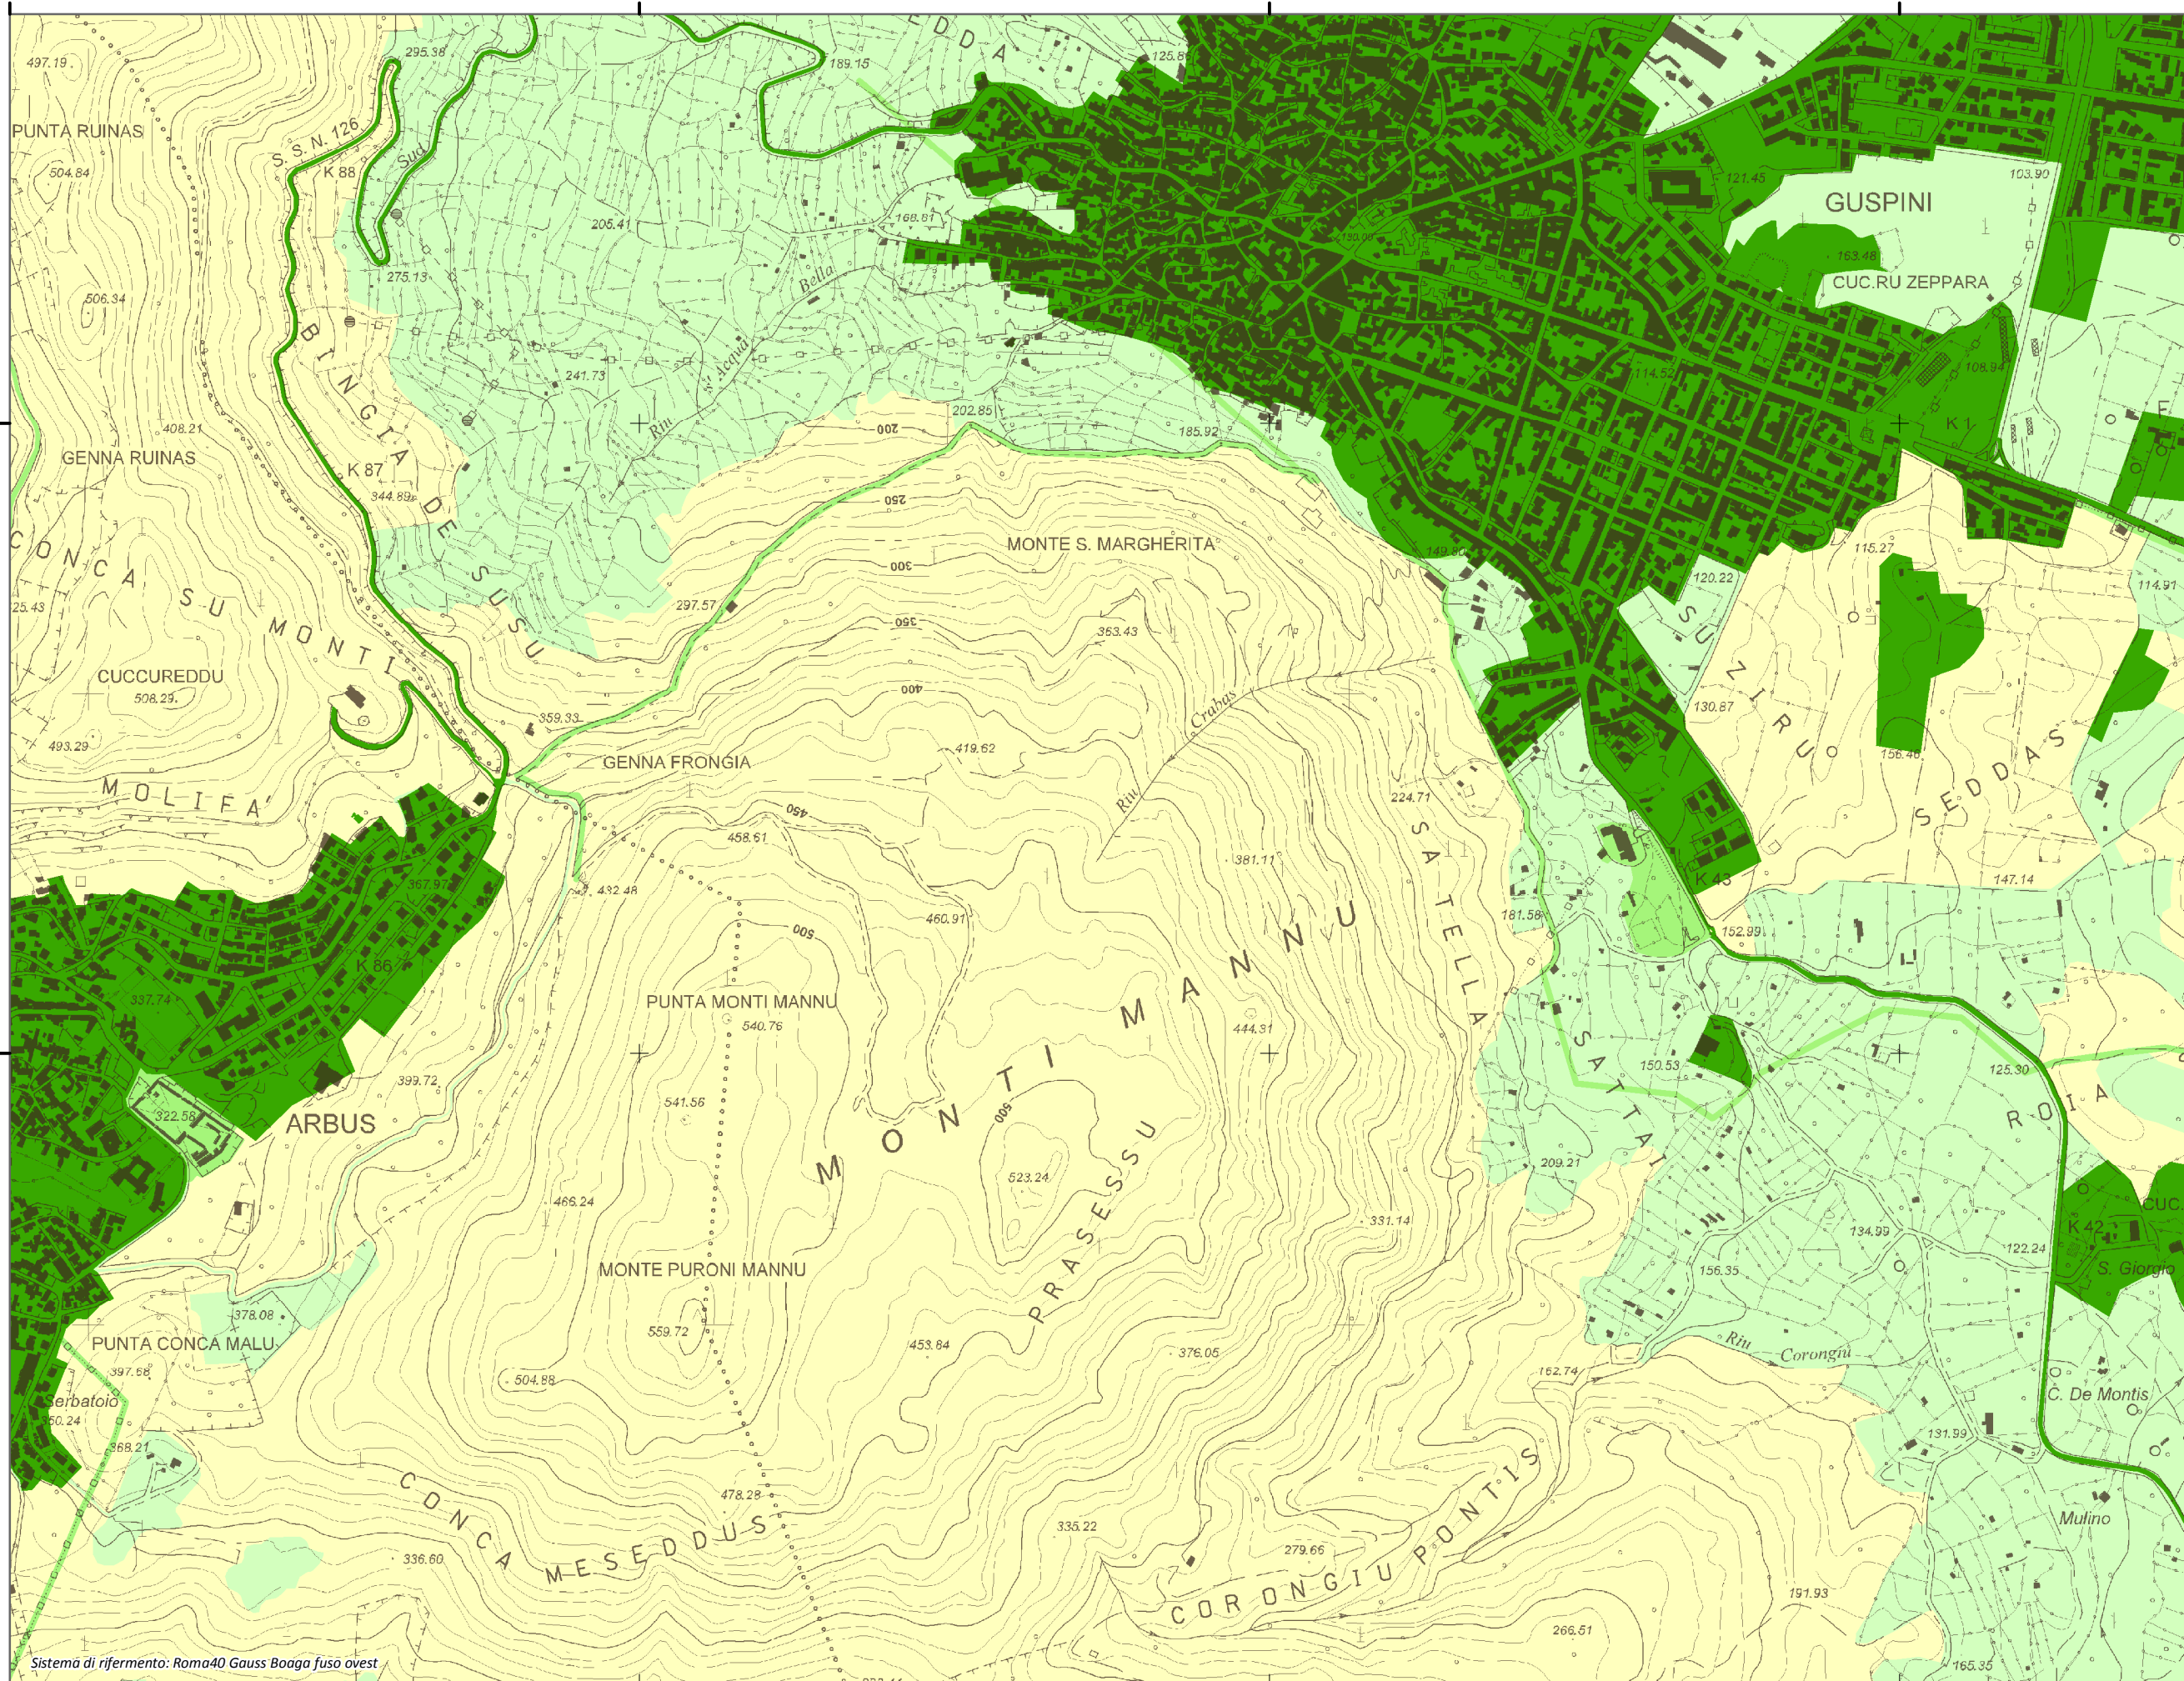 EDDA
295.38
497.19
189.15
125.86
PUNTA RUINAS
S. S. N. 126
K 88
Sud
504.84
121.45
103.90
GUSPINI
205.41
168.81
190.00
275.13
163.48
CUC.RU ZEPPARA
Bella
506.34
BINGIA DE SUSU
241.73
s' Acqua
Riu
114.52
108.94
K 1
F
202.85
200
185.92
408.21
GENNA RUINAS
K 87
344.89
250
CONCA SU MONTI
MONTE S. MARGHERITA
149.80
115.27
300
120.22
114.91
25.43
297.57
350
363.43
SU ZIRU
CUCCUREDDU
508.29
400
Crabus
Riu
130.87
359.33
493.29
419.62
156.46
SEDDAS
GENNA FRONGIA
MOLIFA'
450
458.61
224.71
SATELLA
381.11
367.97
432.48
K 43
147.14
460.91
181.58
500
152.99
K 86
MONTI MANNU
337.74
PUNTA MONTI MANNU
540.76
444.31
SATTAI
150.53
125.30
399.72
541.56
500
322.58
ARBUS
ROIA
PRASESSU
209.21
523.24
466.24
331.14
134.99
122.24
K 42
CUC.
S. Giorgio
MONTE PURONI MANNU
156.35
378.08
559.72
453.84
376.05
PUNTA CONCA MALU
Riu Corongiu
397.68
504.88
162.74
C. De Montis
Serbatoio
350.24
368.21
131.99
CONCA MESEDDUS
478.28
335.22
Mulino
336.60
279.66
CORONGIU PONTIS
191.93
266.51
165.35
Sistema di rifermento: Roma40 Gauss Boaga fuso ovest